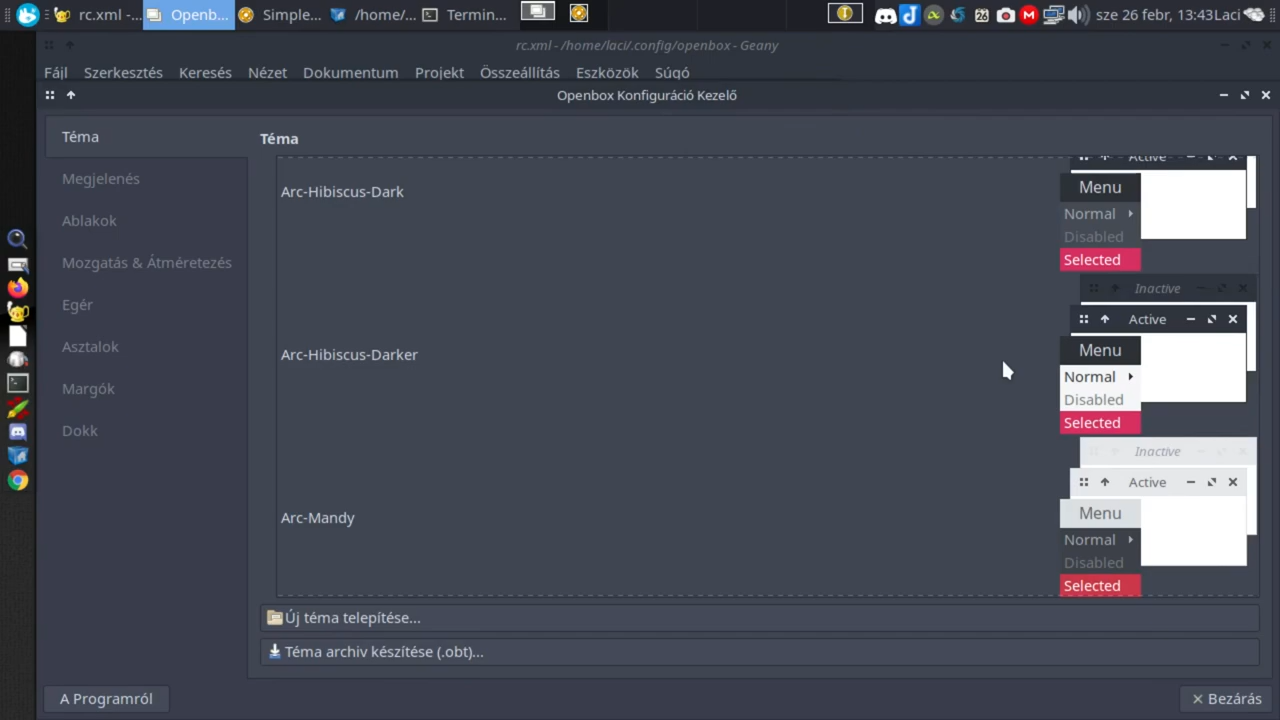 rc.xml -...
Openb...
Simple...
/home/...
Termin...
26
sze 26 febr, 13:43
Laci
rc.xml - /home/laci/.config/openbox - Geany
Fájl Szerkesztés Keresés Nézet Dokumentum Projekt Összeállítás Eszközök Súgó
Openbox Konfiguráció Kezelő
Téma
Megjelenés
Ablakok
Mozgatás & Átméretezés
Egér
Asztalok
Margók
Dokk
Téma
Active
Arc-Hibiscus-Dark
Menu
Normal
Disabled
Selected
Inactive
Active
Arc-Hibiscus-Darker
Menu
Normal
Disabled
Selected
Inactive
Active
Arc-Mandy
Menu
Normal
Disabled
Selected
Új téma telepítése...
Téma archiv készítése (.obt)...
A Programról
Bezárás